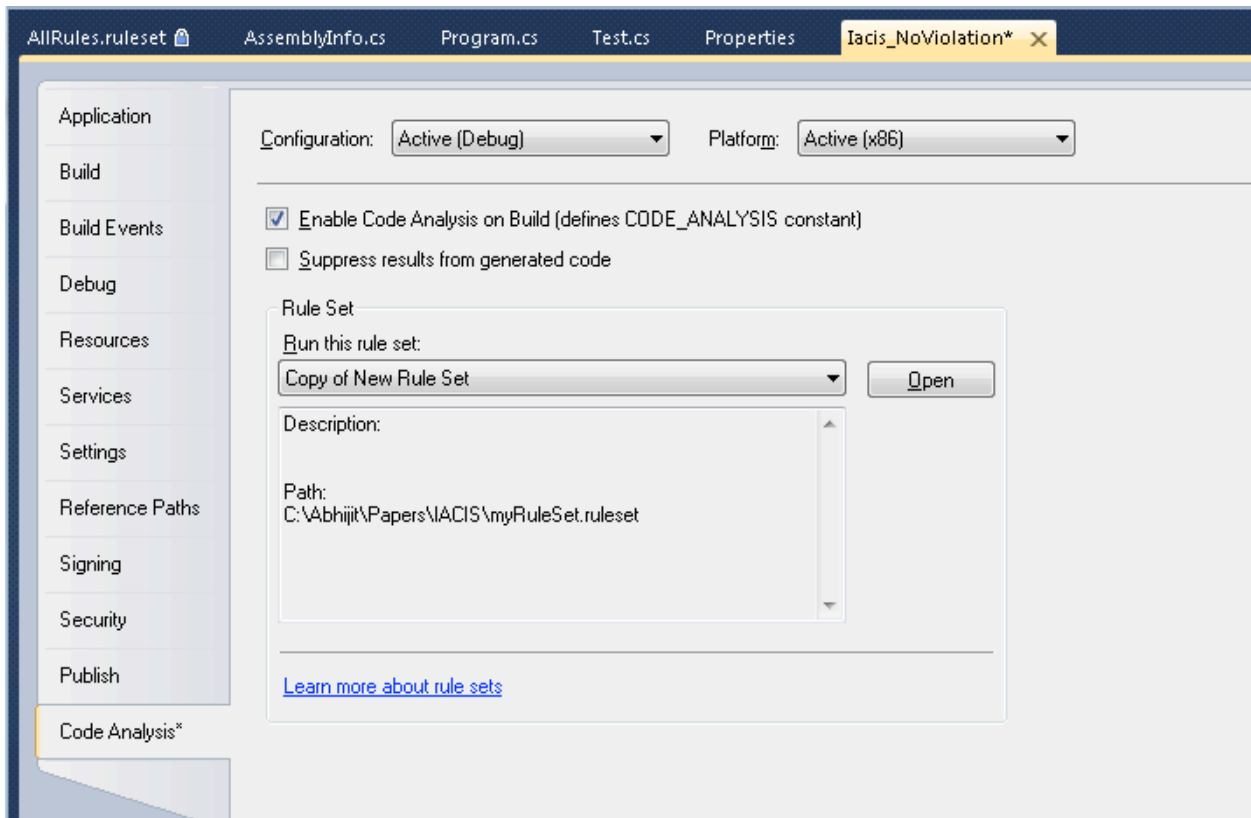 AllRules.ruleset AssemblyInfo.cs Program.cs Test.cs Properties Iacis_NoViolation*
Application
Configuration: Active (Debug) Platform: Active (x86)
Build
Enable Code Analysis on Build (defines CODE_ANALYSIS constant)
Build Events
Suppress results from generated code
Debug
Rule Set
Resources
Run this rule set:
Copy of New Rule Set Open
Services
Description:
Settings
Path:
Reference Paths
C:\Abhijit\Papers\IACIS\myRuleSet.ruleset
Signing
Security
Publish
Learn more about rule sets
Code Analysis*